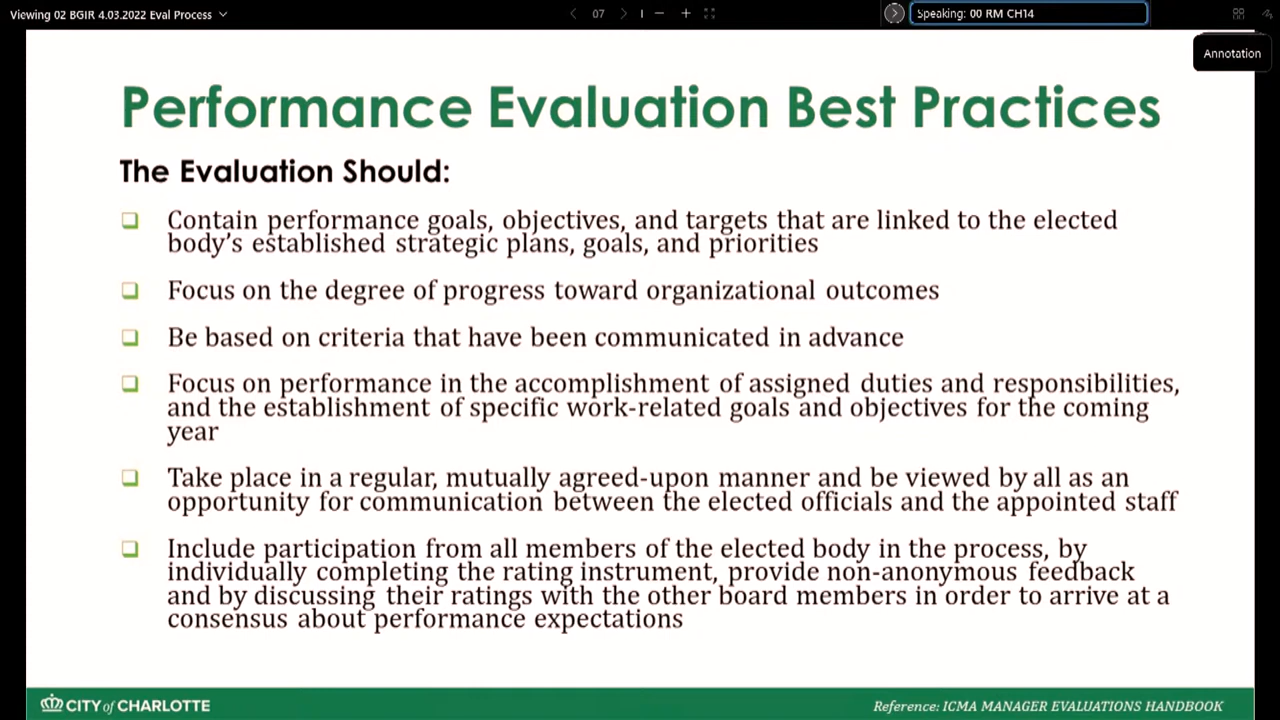 Viewing 02 BGIR 4.03.2022 Eval Process
07
Speaking: 00 RM CH14
Annotation
Performance Evaluation Best Practices
The Evaluation Should:
Contain performance goals, objectives, and targets that are linked to the elected
body's established strategic plans, goals, and priorities
Focus on the degree of progress toward organizational outcomes
Be based on criteria that have been communicated in advance
Focus on performance in the accomplishment of assigned duties and responsibilities,
and the establishment of specific work-related goals and objectives for the coming
year
Take place in a regular, mutually agreed-upon manner and be viewed by all as an
opportunity for communication between the elected officials and the appointed staff
Include participation from all members of the elected body in the process, by
individually completing the rating instrument, provide non-anonymous feedback
and by discussing their ratings with the other board members in order to arrive at a
consensus about performance expectations
CITY of CHARLOTTE
Reference: ICMA MANAGER EVALUATIONS HANDBOOK